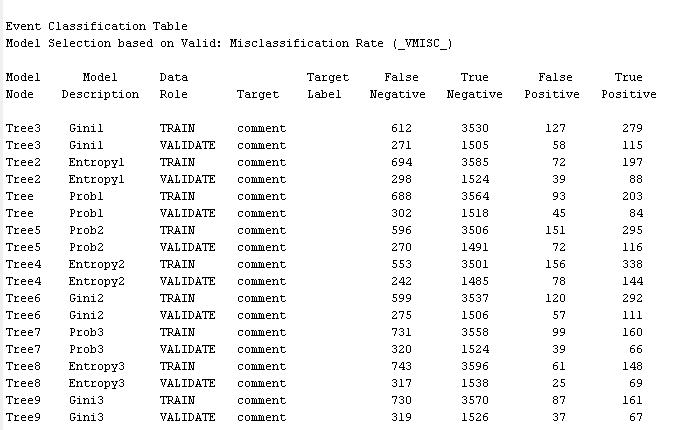 Event Classification Table
Model Selection based on Valid: Misclassification Rate (_VMISC_)
Model Model Data Target False True False True
Node Description Role Target Label Negative Negative Positive Positive
Tree3 Gini1 TRAIN comment 612 3530 127 279
Tree3 Gini1 VALIDATE comment 271 1505 58 115
Tree2 Entropy1 TRAIN comment 694 3585 72 197
Tree2 Entropy1 VALIDATE comment 298 1524 39 88
Tree Prob1 TRAIN comment 688 3564 93 203
Tree Prob1 VALIDATE comment 302 1518 45 84
Tree5 Prob2 TRAIN comment 596 3506 151 295
Tree5 Prob2 VALIDATE comment 270 1491 72 116
Tree4 Entropy2 TRAIN comment 553 3501 156 338
Tree4 Entropy2 VALIDATE comment 242 1485 78 144
Tree6 Gini2 TRAIN comment 599 3537 120 292
Tree6 Gini2 VALIDATE comment 275 1506 57 111
Tree7 Prob3 TRAIN comment 731 3558 99 160
Tree7 Prob3 VALIDATE comment 320 1524 39 66
Tree8 Entropy3 TRAIN comment 743 3596 61 148
Tree8 Entropy3 VALIDATE comment 317 1538 25 69
Tree9 Gini3 TRAIN comment 730 3570 87 161
Tree9 Gini3 VALIDATE comment 319 1526 37 67